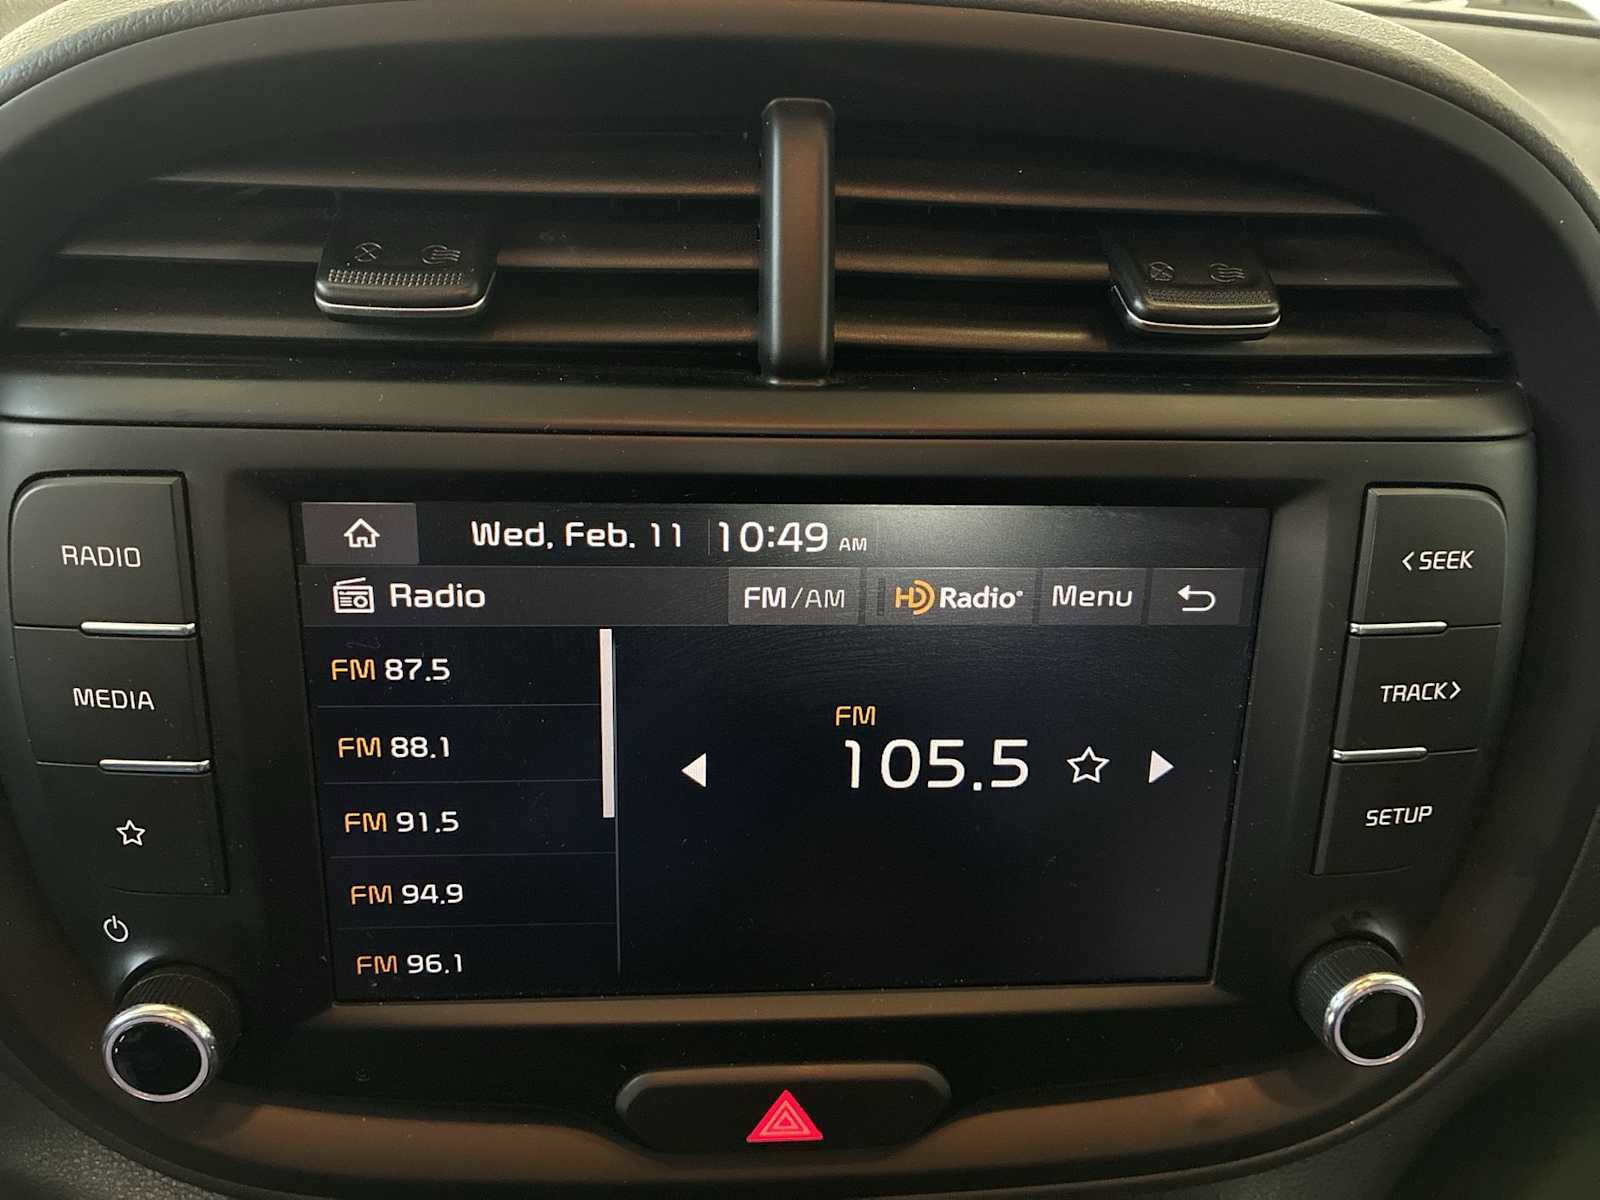 Wed, Feb. 11 10:49 AM
Radio FM/AM HD Radio Menu
FM 87.5
FM 88.1
FM 91.5
FM 94.9
FM 96.1
FM
105.5
RADIO
MEDIA
< SEEK
TRACK >
SETUP